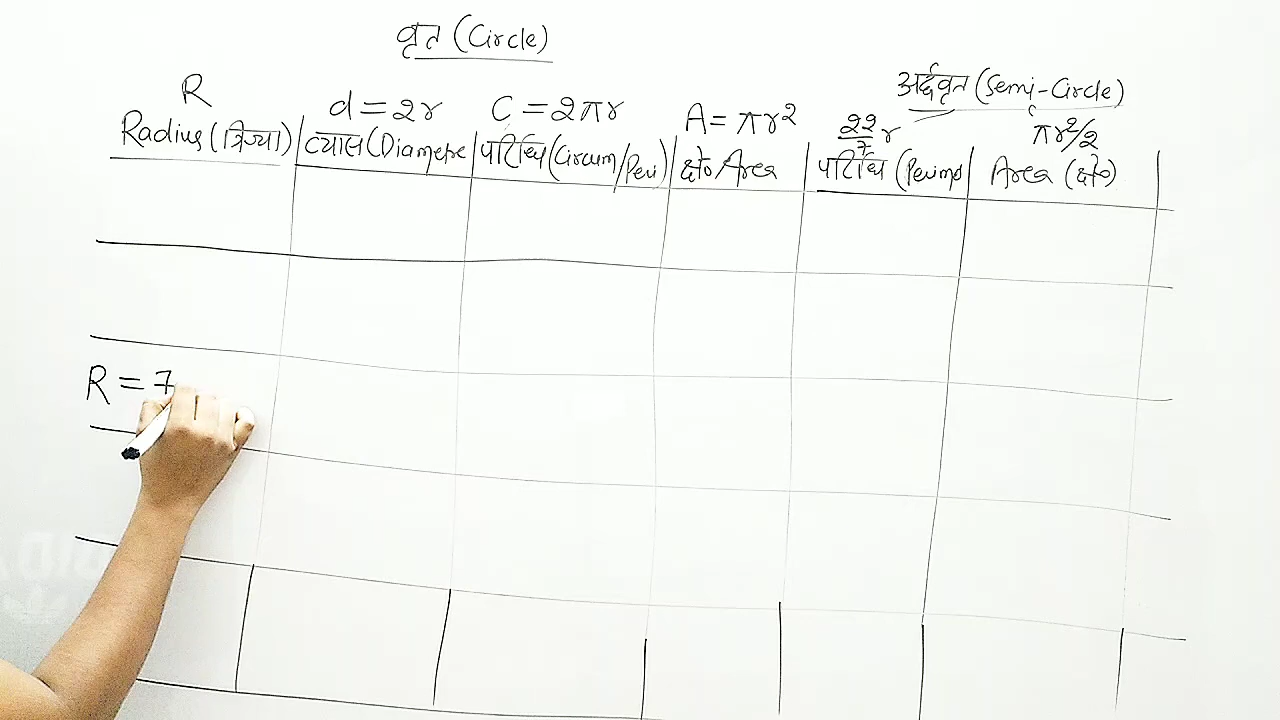 वृत (Circle)
अर्द्धवृत (Semi-Circle)
R
d = 2r
C = 2πr
A = πr²
22/7 r
πr²/2
Radius (त्रिज्या)
व्यास (Diamete
परिधि (Circum/Peri)
क्षे० Area
परिधि (Perime
Area (क्षे०)
R = 7